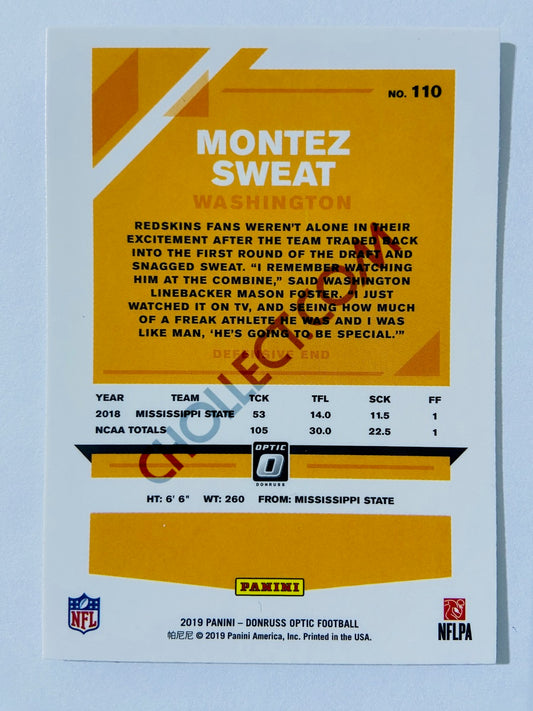 NO. 110
MONTEZ
SWEAT
WASHINGTON
REDSKINS FANS WEREN'T ALONE IN THEIR
EXCITEMENT AFTER THE TEAM TRADED BACK
INTO THE FIRST ROUND OF THE DRAFT AND
SNAGGED SWEAT. “I REMEMBER WATCHING
HIM AT THE COMBINE,” SAID WASHINGTON
LINEBACKER MASON FOSTER. “I JUST
WATCHED IT ON TV, AND SEEING HOW MUCH
OF A FREAK ATHLETE HE WAS AND I WAS
LIKE MAN, ‘HE'S GOING TO BE SPECIAL.’”
DEFENSIVE END
CHOLLECT.COM
YEAR TEAM TCK TFL SCK FF
2018 MISSISSIPPI STATE 53 14.0 11.5 1
NCAA TOTALS 105 30.0 22.5 1
OPTIC
DONRUSS
HT: 6' 6" WT: 260 FROM: MISSISSIPPI STATE
PANINI
NFL
NFLPA
2019 PANINI – DONRUSS OPTIC FOOTBALL
帕尼尼 © 2019 Panini America, Inc. Printed in the USA.